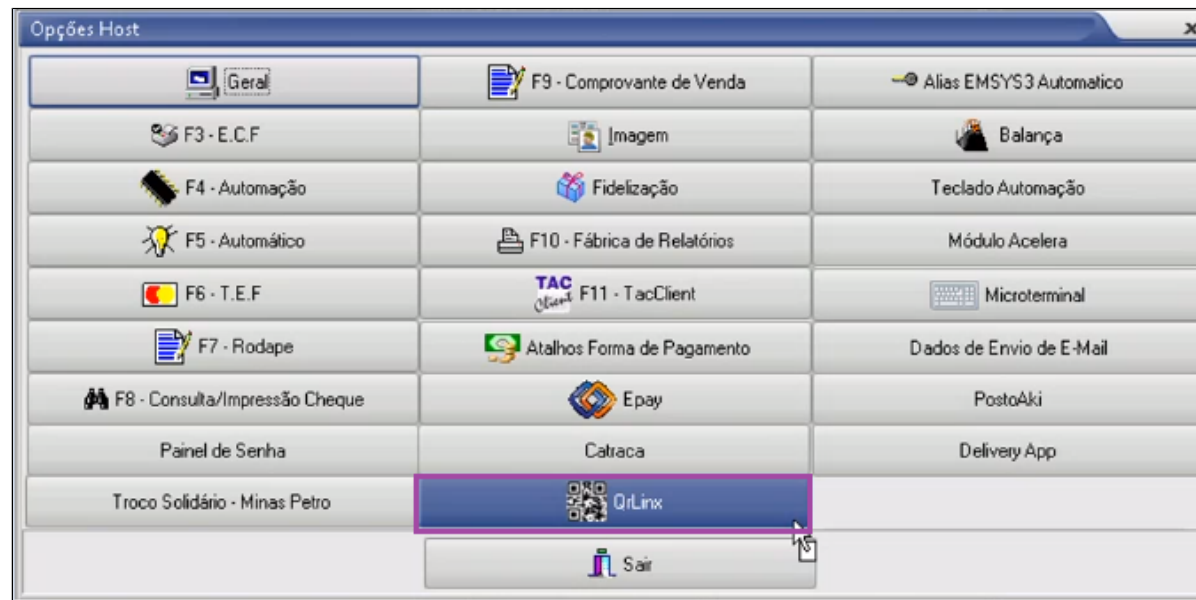 Opções Host
Geral
F9 - Comprovante de Venda
Alias EMSYS3 Automatico
F3 - E.C.F
Imagem
Balança
F4 - Automação
Fidelização
Teclado Automação
F5 - Automático
F10 - Fábrica de Relatórios
Módulo Acelera
F6 - T.E.F
TAC
Client
F11 - TacClient
Microterminal
F7 - Rodape
Atalhos Forma de Pagamento
Dados de Envio de E-Mail
F8 - Consulta/Impressão Cheque
Epay
PostoAki
Painel de Senha
Catraca
Delivery App
Troco Solidário - Minas Petro
QrLinx
Sair